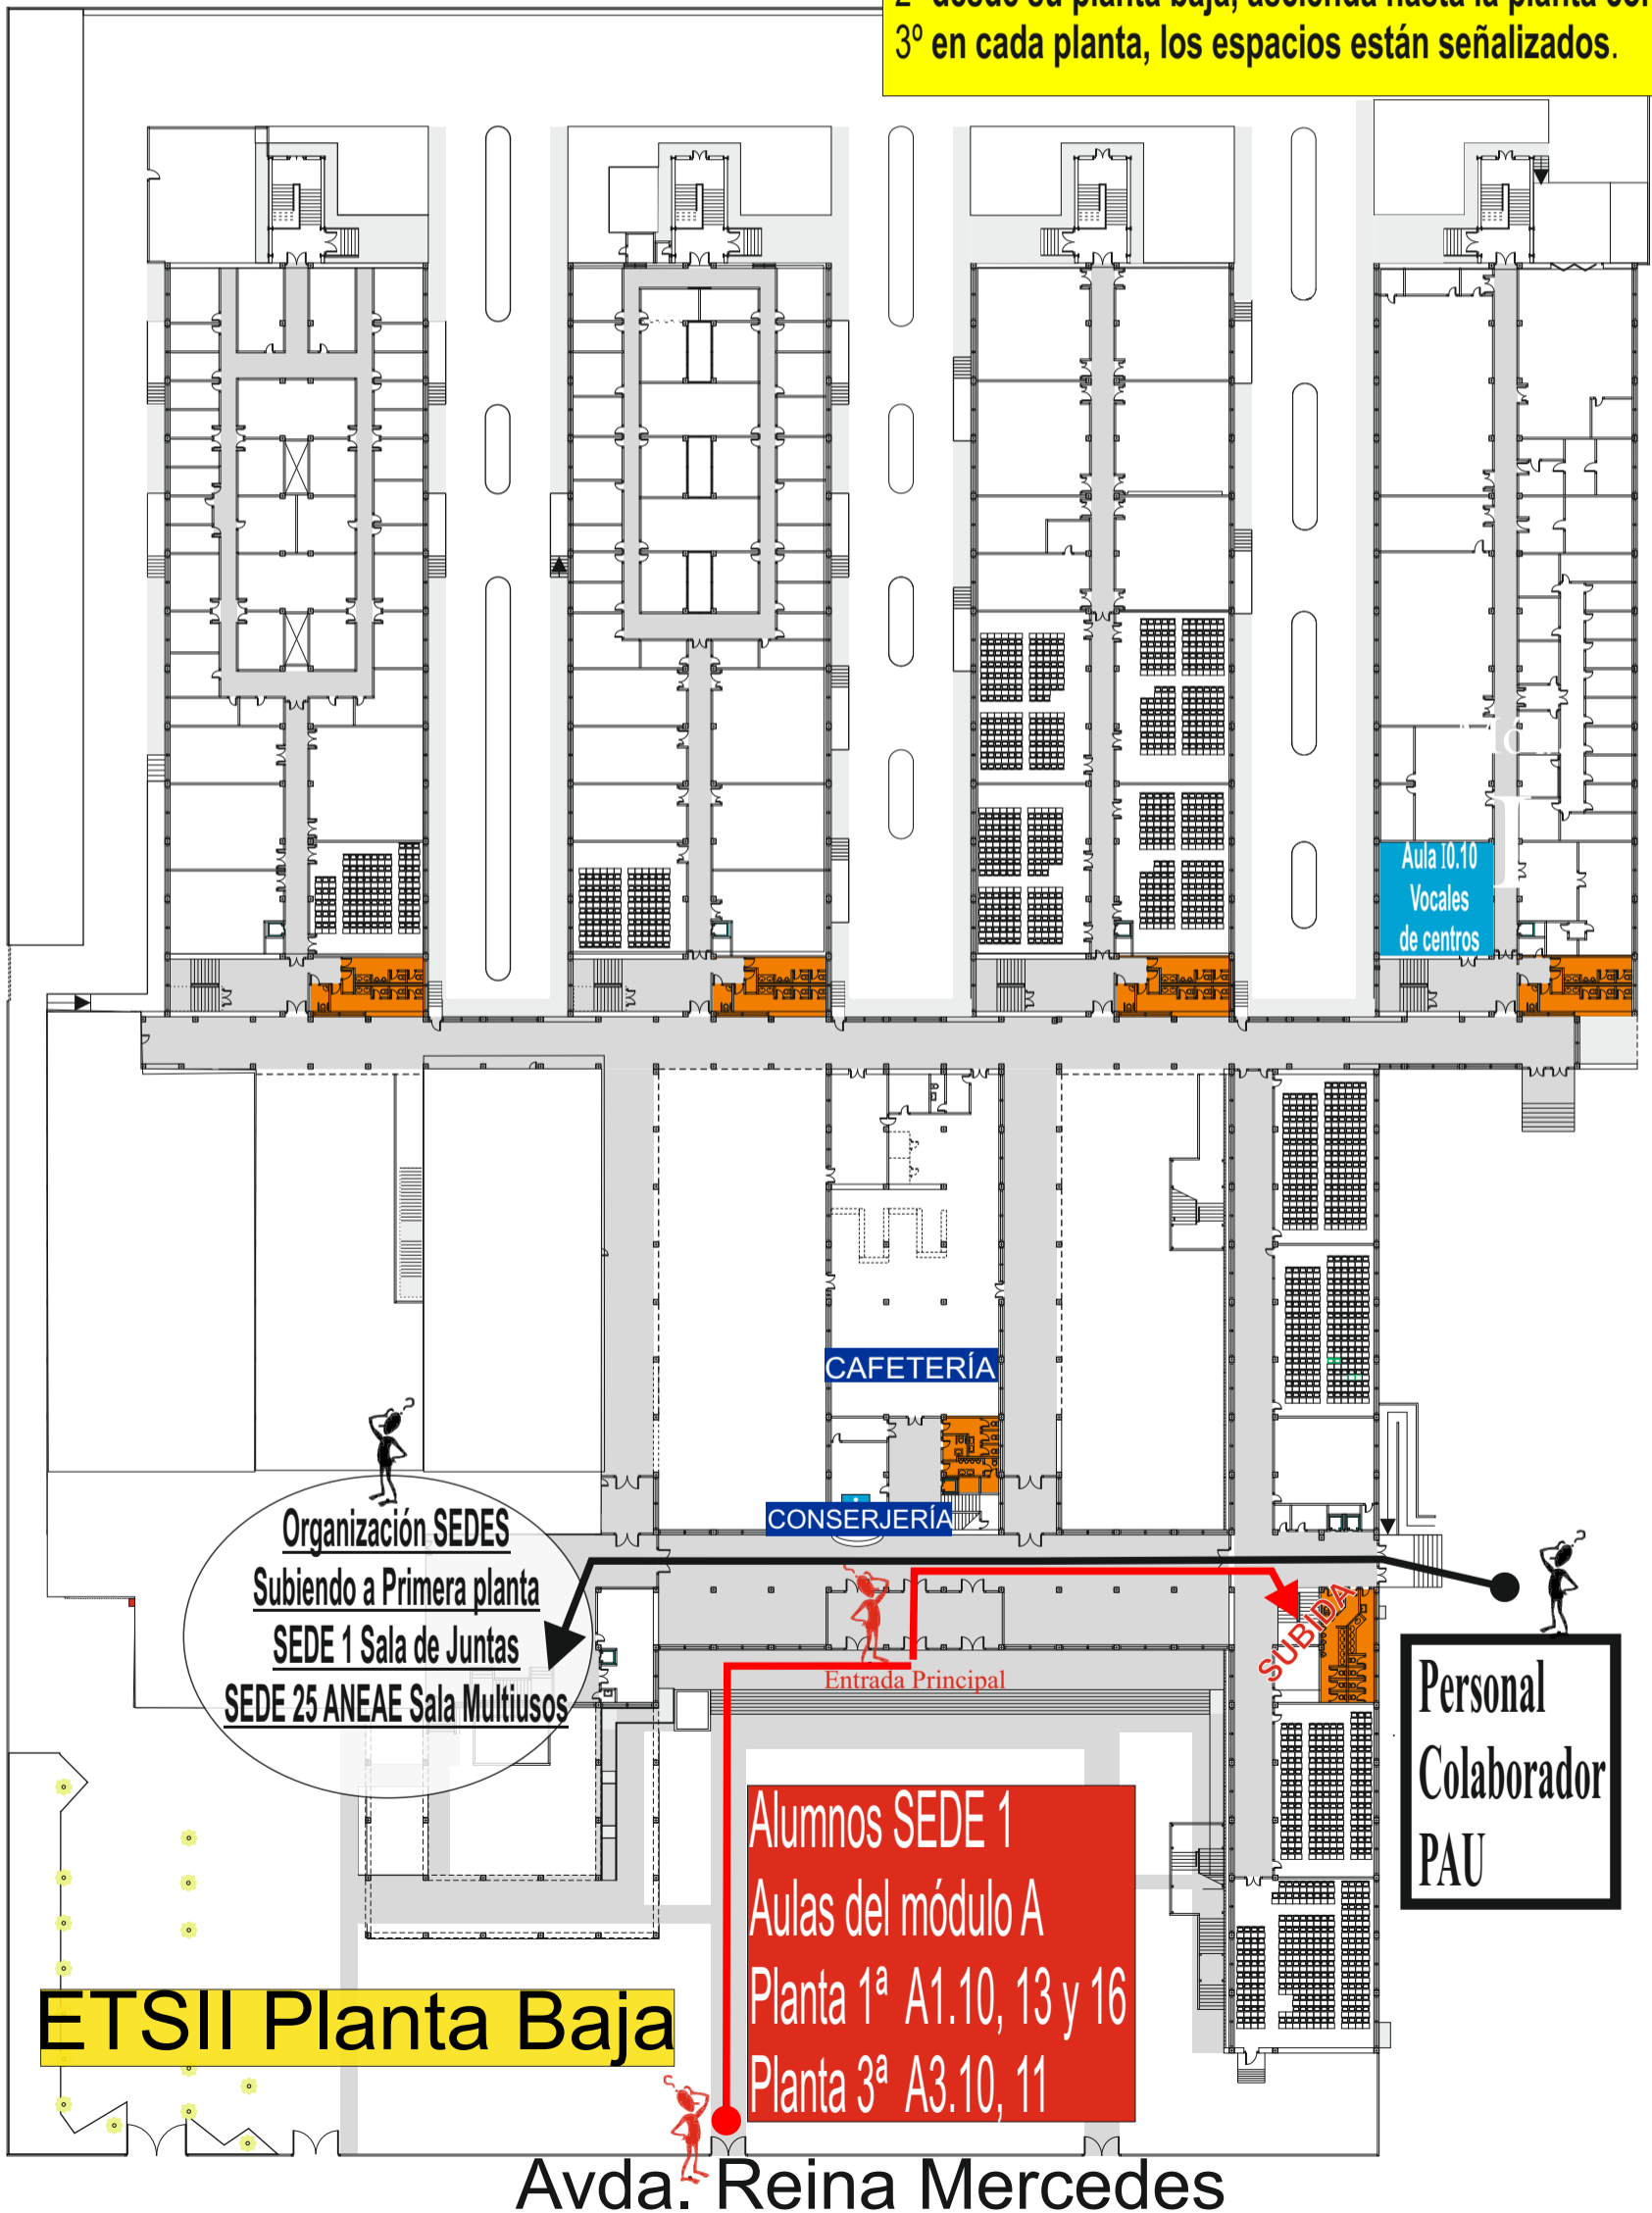 3º en cada planta, los espacios están señalizados.
Aula I0.10
Vocales
de centros
CAFETERÍA
CONSERJERÍA
Organización SEDES
Subiendo a Primera planta
SEDE 1 Sala de Juntas
SEDE 25 ANEAE Sala Multiusos
SUBIDA
Entrada Principal
Personal
Colaborador
PAU
Alumnos SEDE 1
Aulas del módulo A
Planta 1ª A1.10, 13 y 16
Planta 3ª A3.10, 11
ETSII Planta Baja
Avda. Reina Mercedes